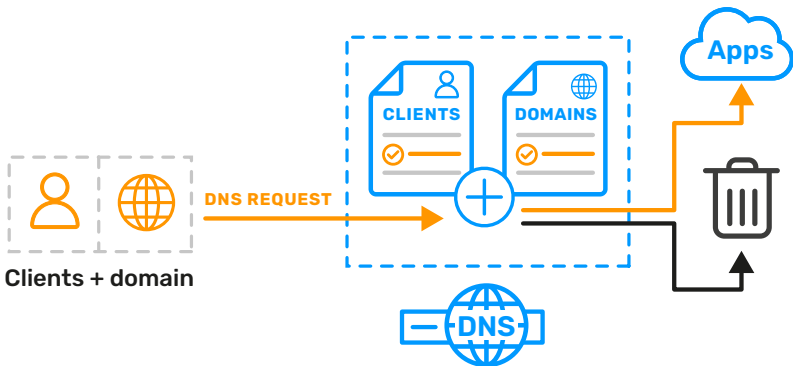 Apps
CLIENTS
DOMAINS
DNS REQUEST
Clients + domain
DNS